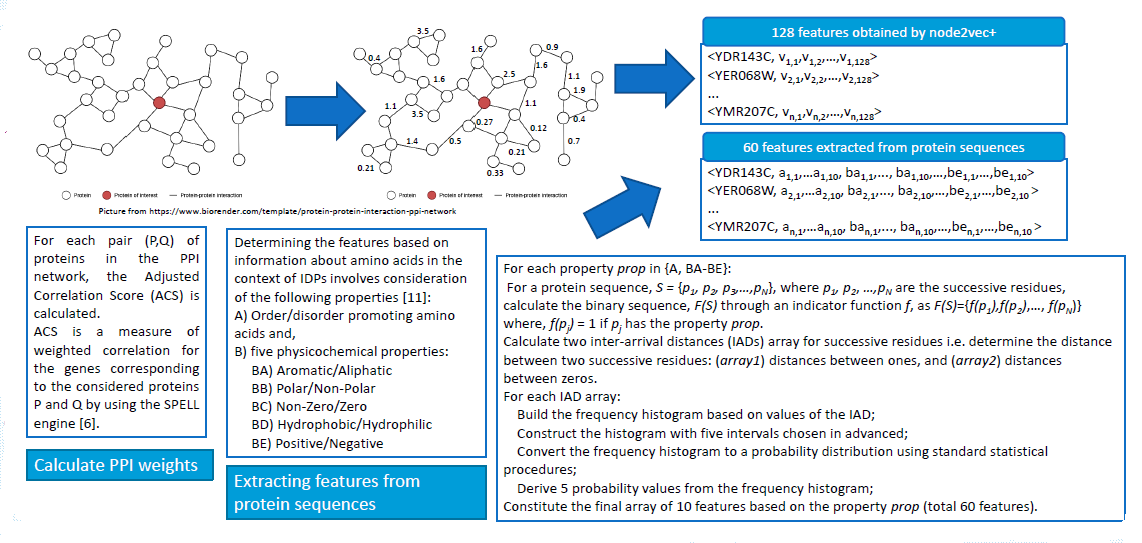 3.5
0.4
1.6
1.1
3.5
1.4
0.21
0.5
0.33
0.27
0.21
0.12
1.1
2.5
1.6
1.6
0.9
1.1
1.9
0.4
0.7
Protein Protein of interest Protein-protein interaction
Protein Protein of interest Protein-protein interaction
Picture from https://www.biorender.com/template/protein-protein-interaction-ppi-network
128 features obtained by node2vec+
<YDR143C, v1,1,v1,2,…,v1,128>
<YER068W, v2,1,v2,2,…,v2,128>
...
<YMR207C, vn,1,vn,2,…,vn,128>
60 features extracted from protein sequences
<YDR143C, a1,1,…a1,10, ba1,1,…, ba1,10,…,be1,1,…,be1,10>
<YER068W, a2,1,…a2,10, ba2,1,…, ba2,10,…,be2,1,…,be2,10 >
...
<YMR207C, an,1,…an,10, ban,1,…, ban,10,…,ben,1,…,ben,10 >
For each pair (P,Q) of
proteins in the PPI
network, the Adjusted
Correlation Score (ACS) is
calculated.
ACS is a measure of
weighted correlation for
the genes corresponding
to the considered proteins
P and Q by using the SPELL
engine [6].
Calculate PPI weights
Determining the features based on
information about amino acids in the
context of IDPs involves consideration
of the following properties [11]:
A) Order/disorder promoting amino
acids and,
B) five physicochemical properties:
BA) Aromatic/Aliphatic
BB) Polar/Non-Polar
BC) Non-Zero/Zero
BD) Hydrophobic/Hydrophilic
BE) Positive/Negative
Extracting features from
protein sequences
For each property prop in {A, BA-BE}:
For a protein sequence, S = {p1, p2, p3,…,pN}, where p1, p2, …,pN are the successive residues,
calculate the binary sequence, F(S) through an indicator function f, as F(S)={f(p1),f(p2),…, f(pN)}
where, f(pj) = 1 if pj has the property prop.
Calculate two inter-arrival distances (IADs) array for successive residues i.e. determine the distance
between two successive residues: (array1) distances between ones, and (array2) distances
between zeros.
For each IAD array:
Build the frequency histogram based on values of the IAD;
Construct the histogram with five intervals chosen in advanced;
Convert the frequency histogram to a probability distribution using standard statistical
procedures;
Derive 5 probability values from the frequency histogram;
Constitute the final array of 10 features based on the property prop (total 60 features).